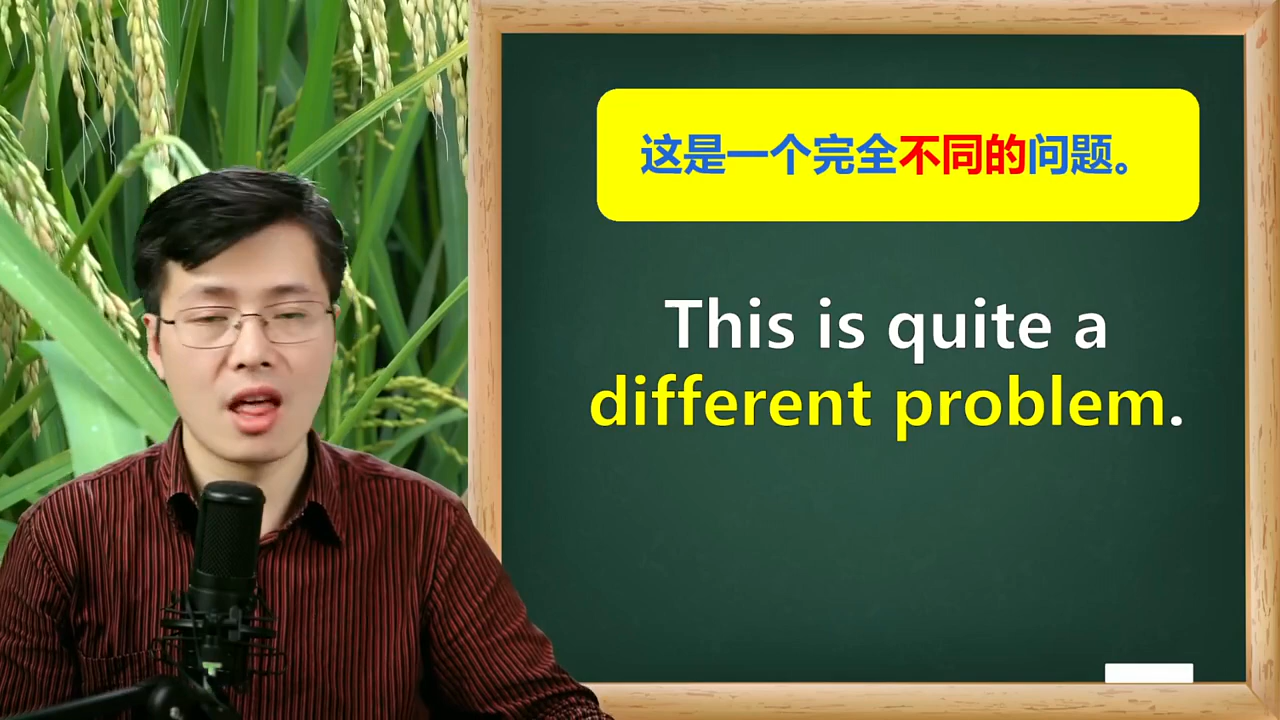 这是一个完全不同的问题。
This is quite a
different problem.